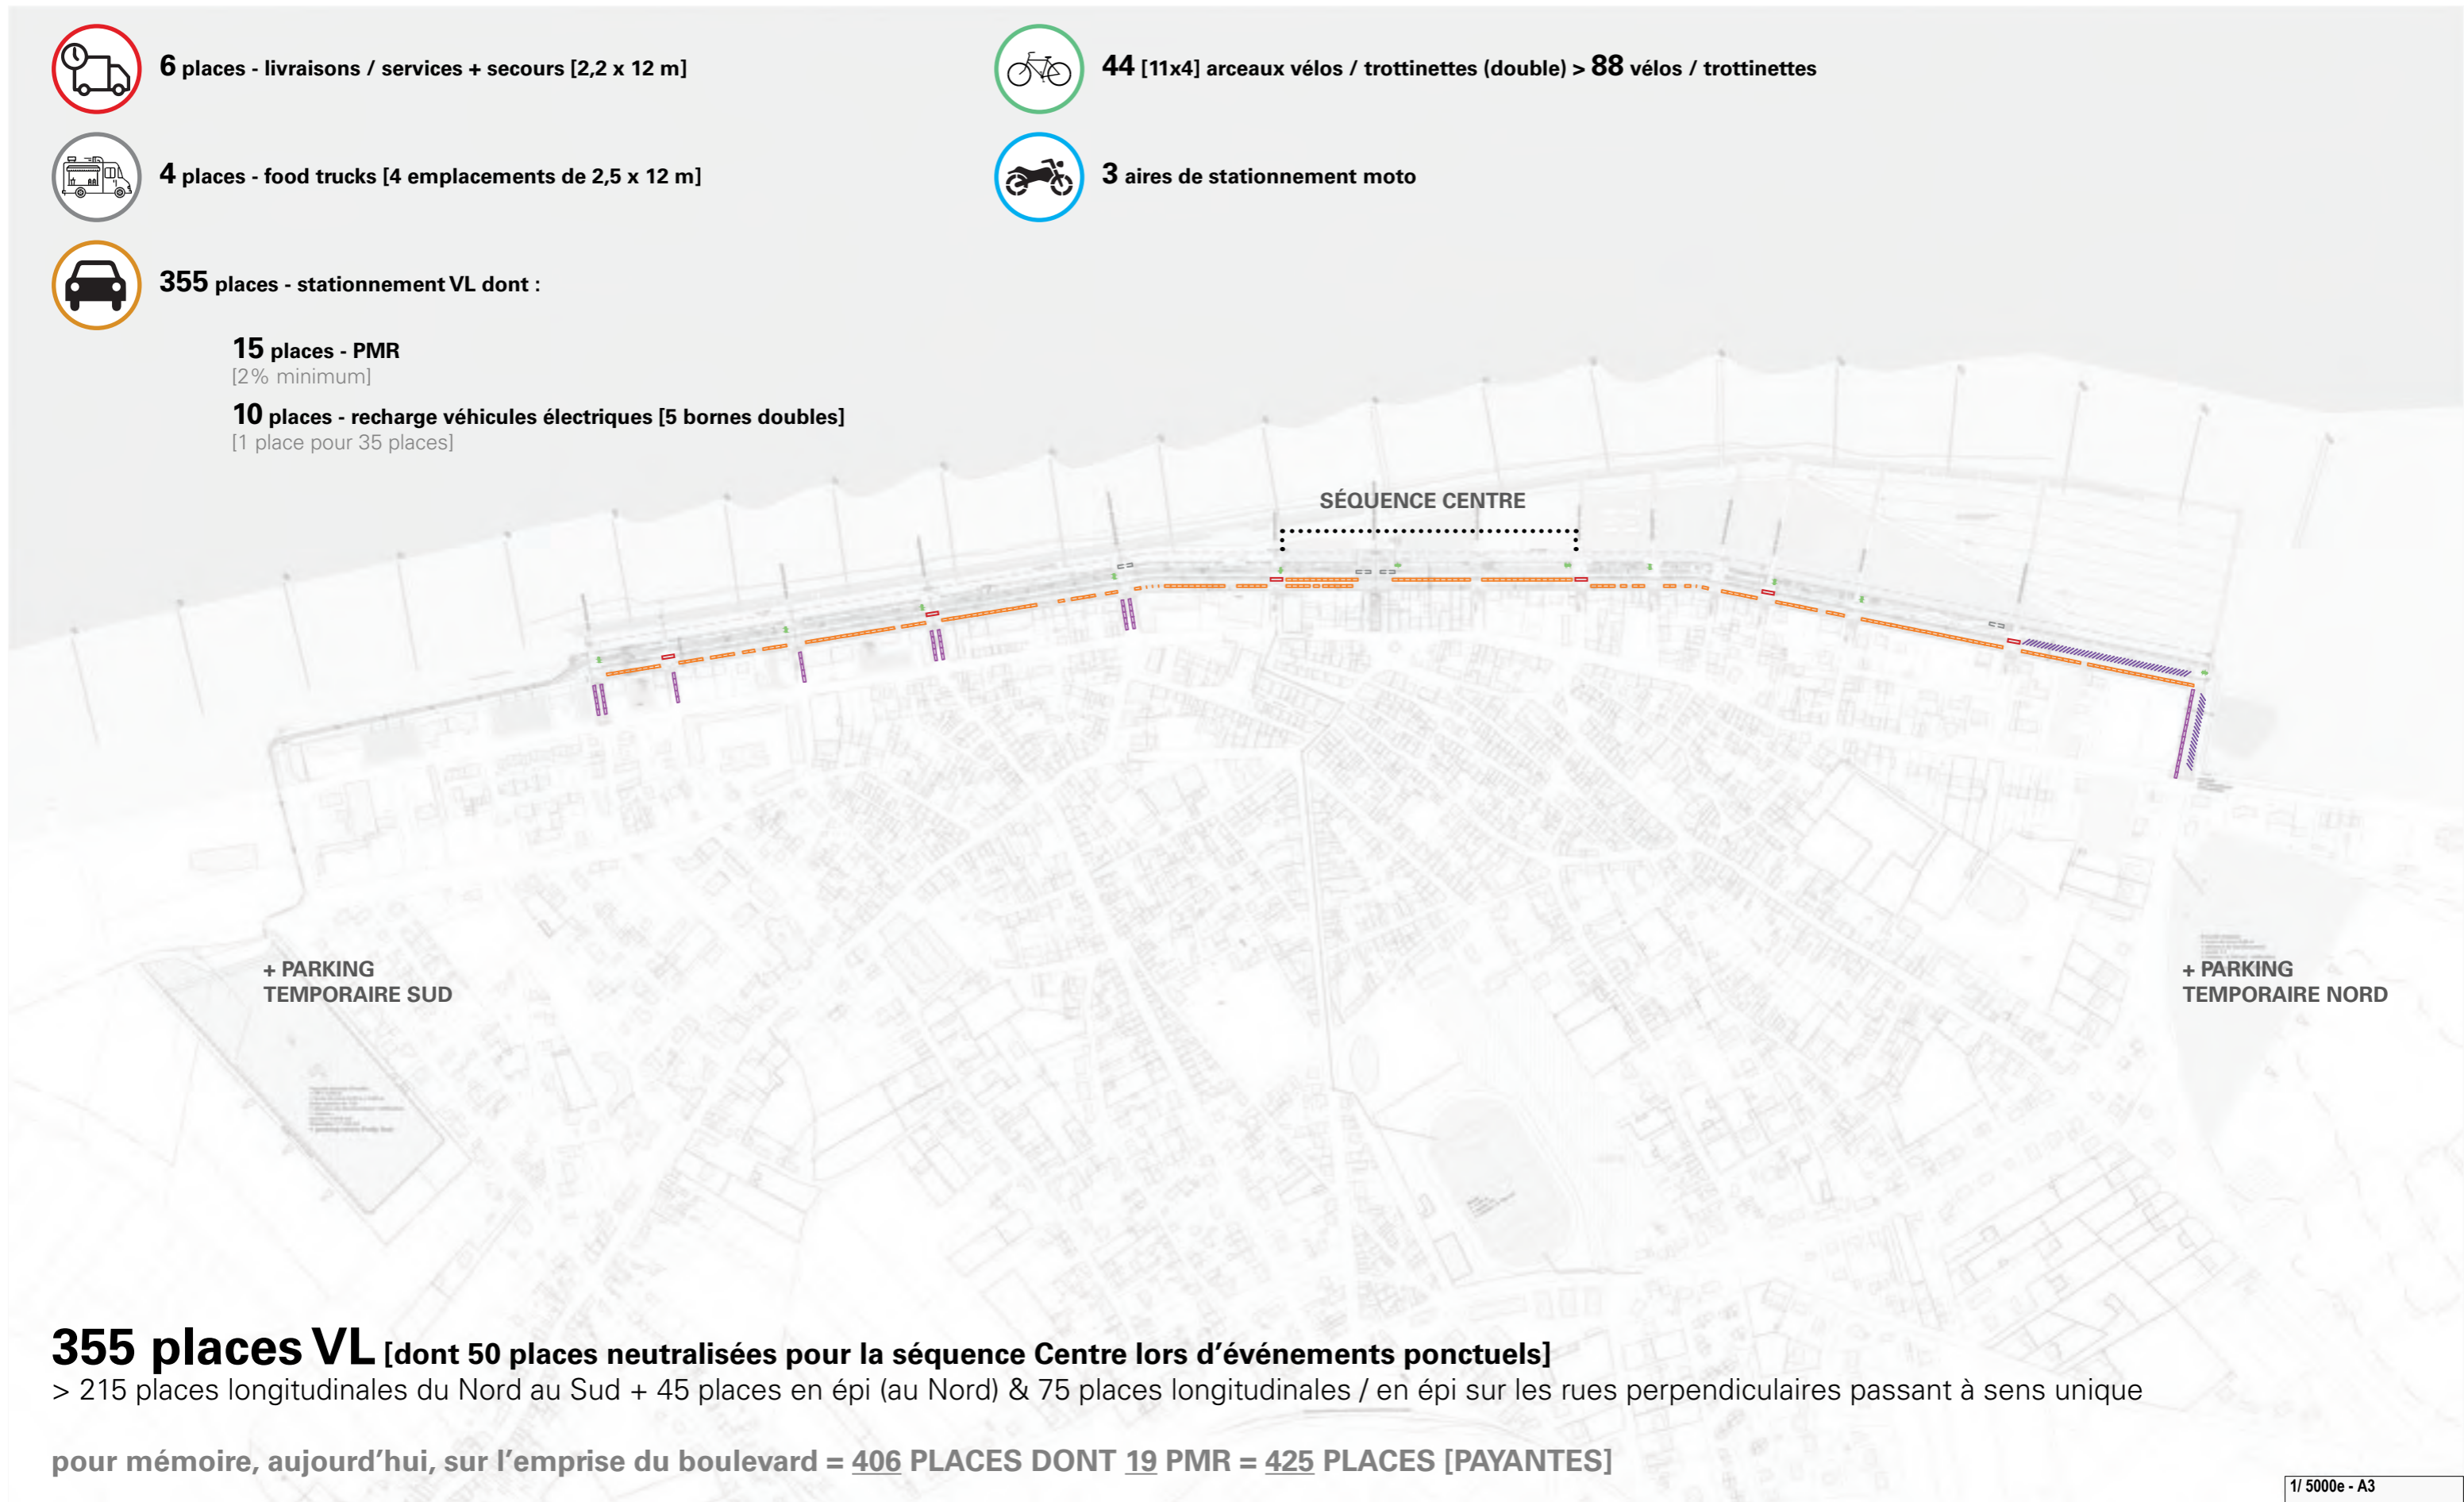 6 places - livraisons / services + secours [2,2 x 12 m]
4 places - food trucks [4 emplacements de 2,5 x 12 m]
355 places - stationnement VL dont :
15 places - PMR
[2% minimum]
10 places - recharge véhicules électriques [5 bornes doubles]
[1 place pour 35 places]
44 [11x4] arceaux vélos / trottinettes (double) > 88 vélos / trottinettes
3 aires de stationnement moto
SÉQUENCE CENTRE
+ PARKING
TEMPORAIRE SUD
+ PARKING
TEMPORAIRE NORD
355 places VL [dont 50 places neutralisées pour la séquence Centre lors d'événements ponctuels]
> 215 places longitudinales du Nord au Sud + 45 places en épi (au Nord) & 75 places longitudinales / en épi sur les rues perpendiculaires passant à sens unique
pour mémoire, aujourd'hui, sur l'emprise du boulevard = 406 PLACES DONT 19 PMR = 425 PLACES [PAYANTES]
1/ 5000e - A3